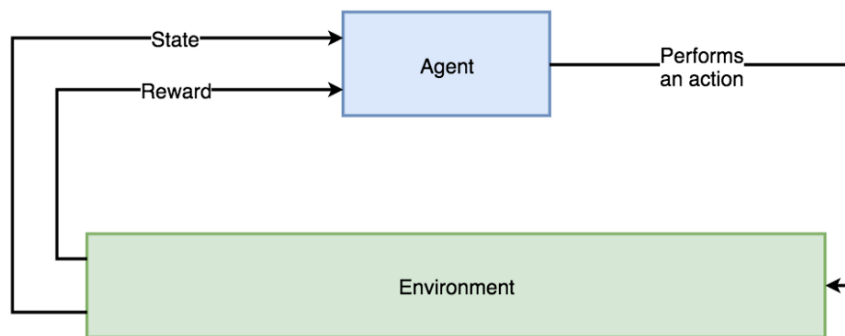 State
Agent
Performs
an action
Reward
Environment